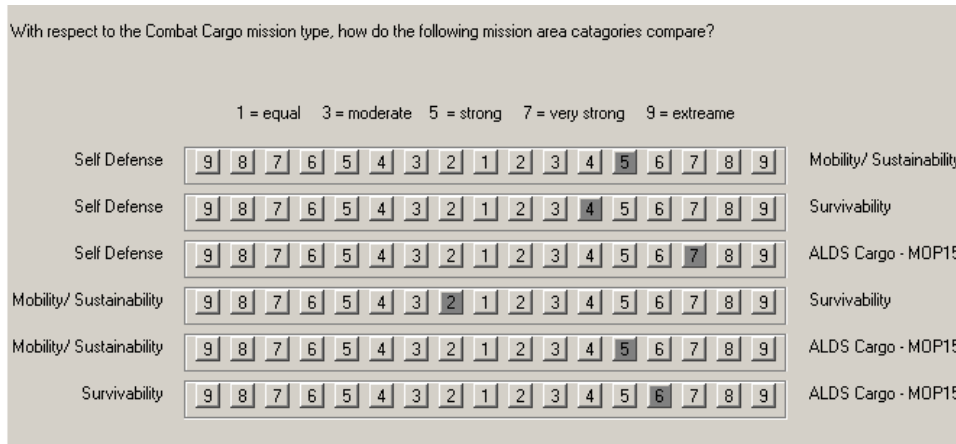 With respect to the Combat Cargo mission type, how do the following mission area catagories compare?
1 = equal 3 = moderate 5 = strong 7 = very strong 9 = extreame
Self Defense 9 8 7 6 5 4 3 2 1 2 3 4 5 6 7 8 9 Mobility/ Sustainability
Self Defense 9 8 7 6 5 4 3 2 1 2 3 4 5 6 7 8 9 Survivability
Self Defense 9 8 7 6 5 4 3 2 1 2 3 4 5 6 7 8 9 ALDS Cargo - MOP15
Mobility/ Sustainability 9 8 7 6 5 4 3 2 1 2 3 4 5 6 7 8 9 Survivability
Mobility/ Sustainability 9 8 7 6 5 4 3 2 1 2 3 4 5 6 7 8 9 ALDS Cargo - MOP15
Survivability 9 8 7 6 5 4 3 2 1 2 3 4 5 6 7 8 9 ALDS Cargo - MOP15